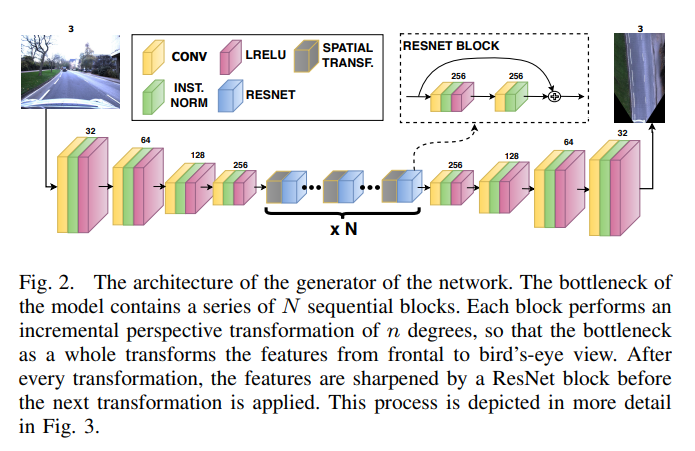 3
CONV
LRELU
SPATIAL
TRANSF.
INST.
NORM
RESNET
RESNET BLOCK
256
256
3
32
64
128
256
x N
256
128
64
32
Fig. 2. The architecture of the generator of the network. The bottleneck of
the model contains a series of N sequential blocks. Each block performs an
incremental perspective transformation of n degrees, so that the bottleneck
as a whole transforms the features from frontal to bird's-eye view. After
every transformation, the features are sharpened by a ResNet block before
the next transformation is applied. This process is depicted in more detail
in Fig. 3.